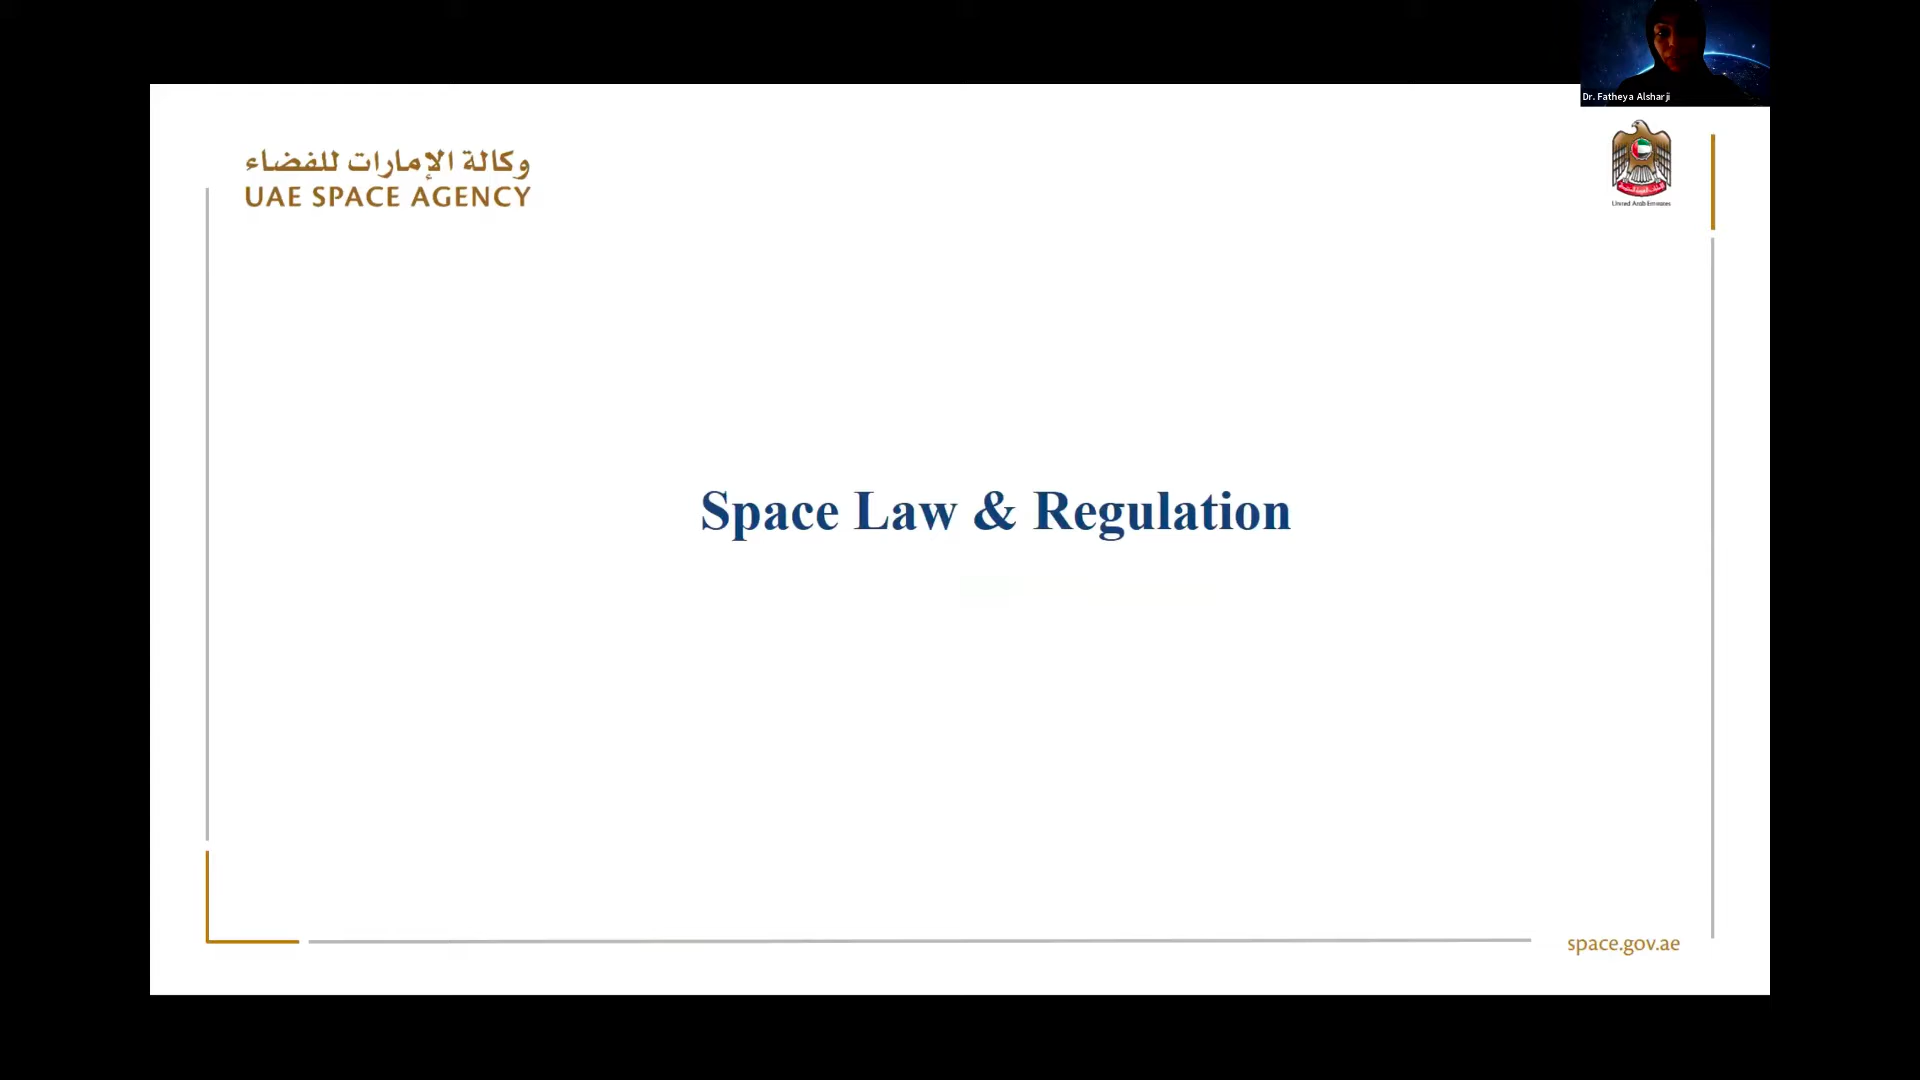 Dr. Fatheya Alsharji
وكالة الإمارات للفضاء
UAE SPACE AGENCY
United Arab Emirates
Space Law & Regulation
space.gov.ae